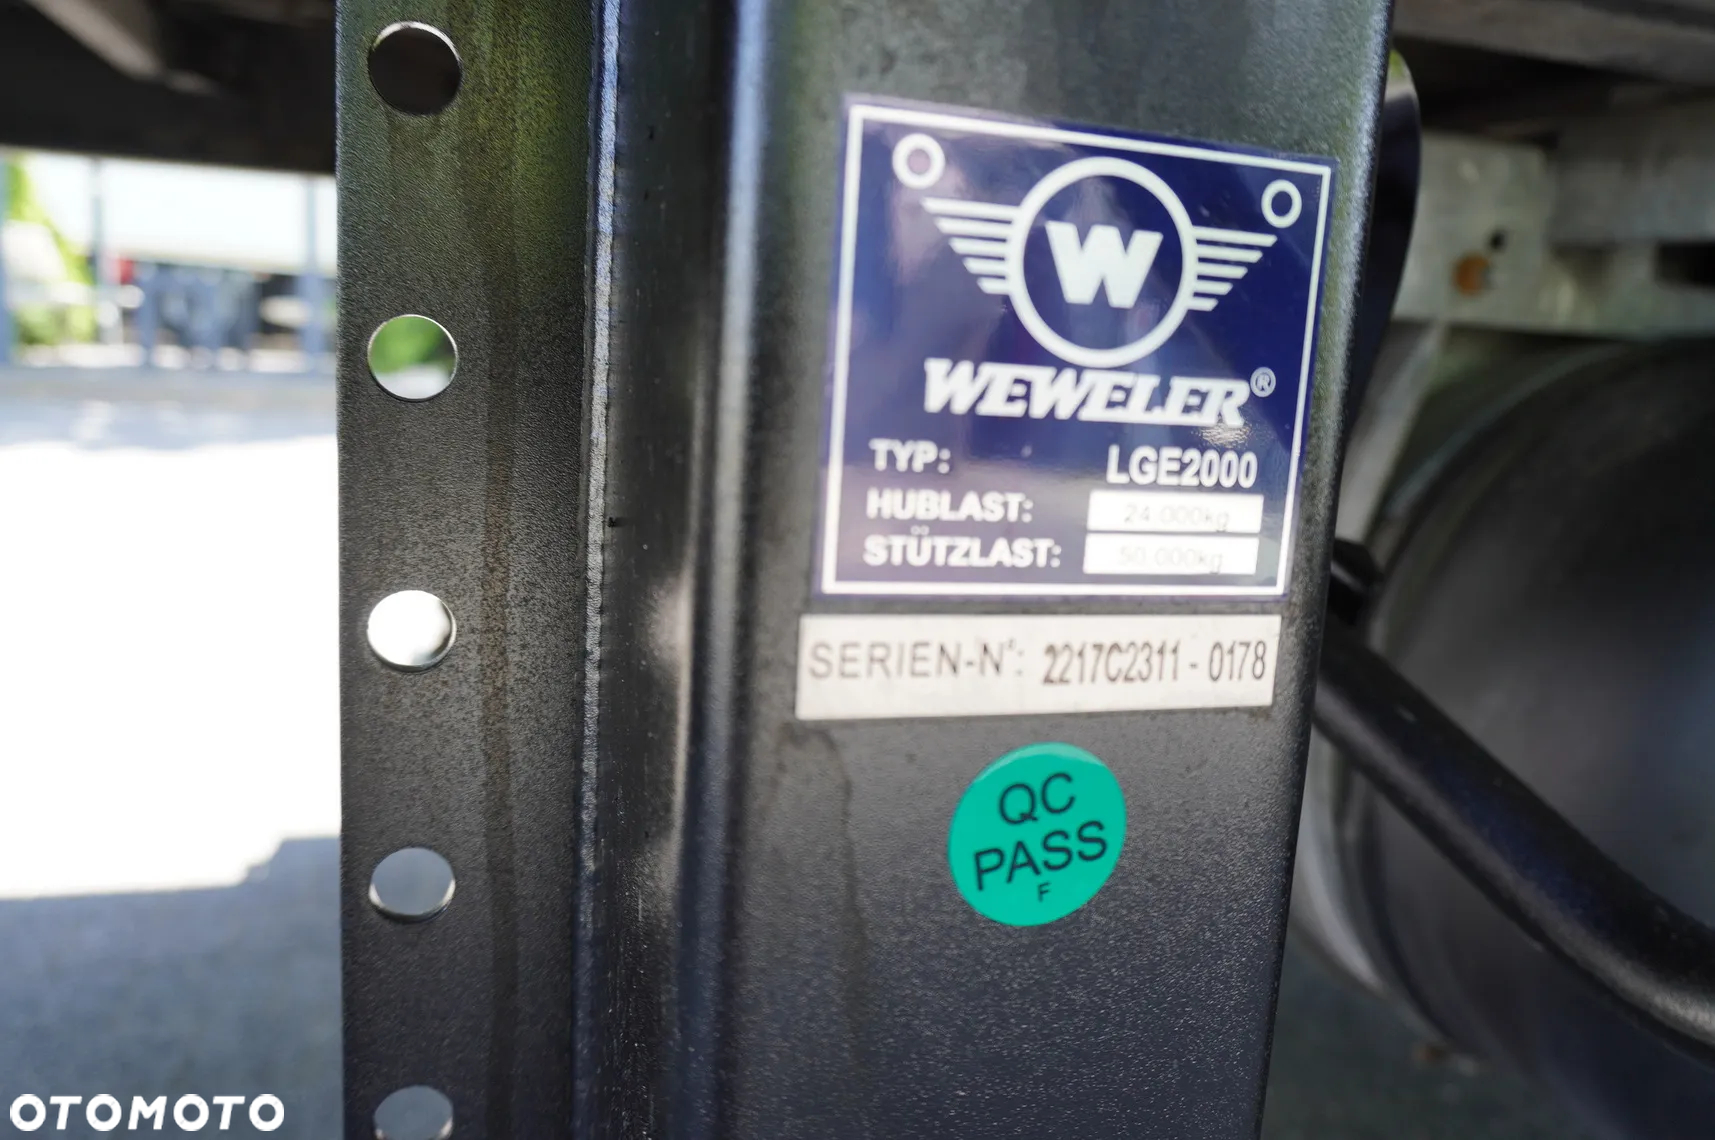 W
WEWELER®
TYP: LGE2000
HUBLAST: 24.000kg
STÜTZLAST: 50.000kg
SERIEN-N°: 2217C2311 - 0178
QC
PASS
F
OTOMOTO